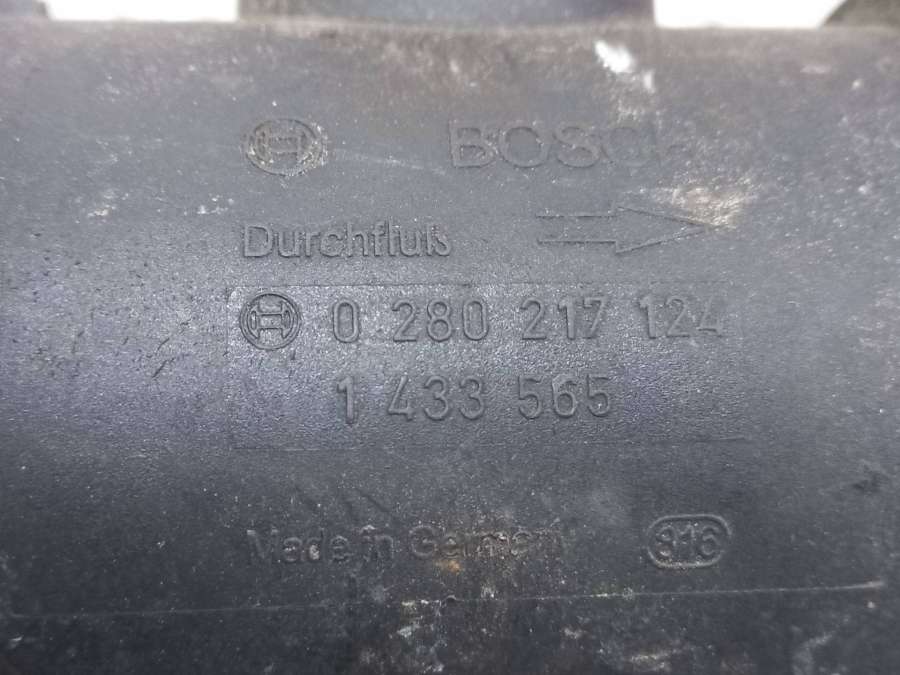 BOSCH
Durchfluß
0 280 217 124
1 433 565
Made in Germany
816